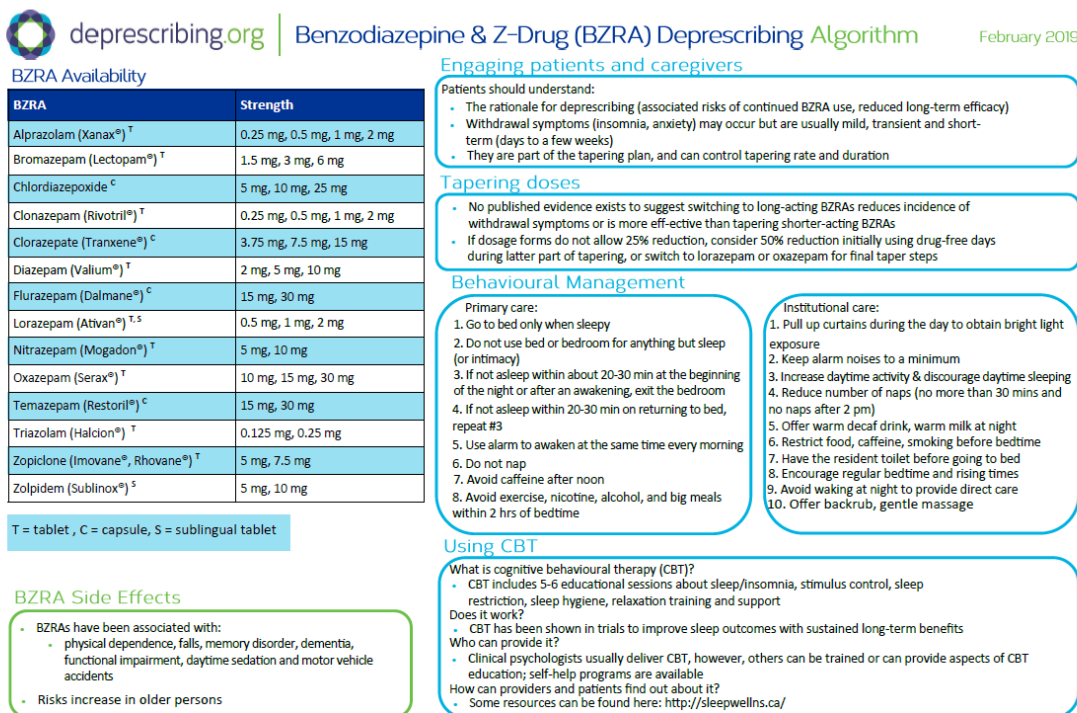 deprescribing.org | Benzodiazepine & Z-Drug (BZRA) Deprescribing Algorithm
February 2019
BZRA Availability
BZRA Strength
Alprazolam (Xanax®) T 0.25 mg, 0.5 mg, 1 mg, 2 mg
Bromazepam (Lectopam®) T 1.5 mg, 3 mg, 6 mg
Chlordiazepoxide C 5 mg, 10 mg, 25 mg
Clonazepam (Rivotril®) T 0.25 mg, 0.5 mg, 1 mg, 2 mg
Clorazepate (Tranxene®) C 3.75 mg, 7.5 mg, 15 mg
Diazepam (Valium®) T 2 mg, 5 mg, 10 mg
Flurazepam (Dalmane®) C 15 mg, 30 mg
Lorazepam (Ativan®) T, S 0.5 mg, 1 mg, 2 mg
Nitrazepam (Mogadon®) T 5 mg, 10 mg
Oxazepam (Serax®) T 10 mg, 15 mg, 30 mg
Temazepam (Restoril®) C 15 mg, 30 mg
Triazolam (Halcion®) T 0.125 mg, 0.25 mg
Zopiclone (Imovane®, Rhovane®) T 5 mg, 7.5 mg
Zolpidem (Sublinox®) S 5 mg, 10 mg
T = tablet , C = capsule, S = sublingual tablet
BZRA Side Effects
• BZRAs have been associated with:
• physical dependence, falls, memory disorder, dementia,
functional impairment, daytime sedation and motor vehicle
accidents
• Risks increase in older persons
Engaging patients and caregivers
Patients should understand:
• The rationale for deprescribing (associated risks of continued BZRA use, reduced long-term efficacy)
• Withdrawal symptoms (insomnia, anxiety) may occur but are usually mild, transient and short-
term (days to a few weeks)
• They are part of the tapering plan, and can control tapering rate and duration
Tapering doses
• No published evidence exists to suggest switching to long-acting BZRAs reduces incidence of
withdrawal symptoms or is more eff-ective than tapering shorter-acting BZRAs
• If dosage forms do not allow 25% reduction, consider 50% reduction initially using drug-free days
during latter part of tapering, or switch to lorazepam or oxazepam for final taper steps
Behavioural Management
Primary care:
1. Go to bed only when sleepy
2. Do not use bed or bedroom for anything but sleep
(or intimacy)
3. If not asleep within about 20-30 min at the beginning
of the night or after an awakening, exit the bedroom
4. If not asleep within 20-30 min on returning to bed,
repeat #3
5. Use alarm to awaken at the same time every morning
6. Do not nap
7. Avoid caffeine after noon
8. Avoid exercise, nicotine, alcohol, and big meals
within 2 hrs of bedtime
Institutional care:
1. Pull up curtains during the day to obtain bright light
exposure
2. Keep alarm noises to a minimum
3. Increase daytime activity & discourage daytime sleeping
4. Reduce number of naps (no more than 30 mins and
no naps after 2 pm)
5. Offer warm decaf drink, warm milk at night
6. Restrict food, caffeine, smoking before bedtime
7. Have the resident toilet before going to bed
8. Encourage regular bedtime and rising times
9. Avoid waking at night to provide direct care
10. Offer backrub, gentle massage
Using CBT
What is cognitive behavioural therapy (CBT)?
• CBT includes 5-6 educational sessions about sleep/insomnia, stimulus control, sleep
restriction, sleep hygiene, relaxation training and support
Does it work?
• CBT has been shown in trials to improve sleep outcomes with sustained long-term benefits
Who can provide it?
• Clinical psychologists usually deliver CBT, however, others can be trained or can provide aspects of CBT
education; self-help programs are available
How can providers and patients find out about it?
• Some resources can be found here: http://sleepwellns.ca/